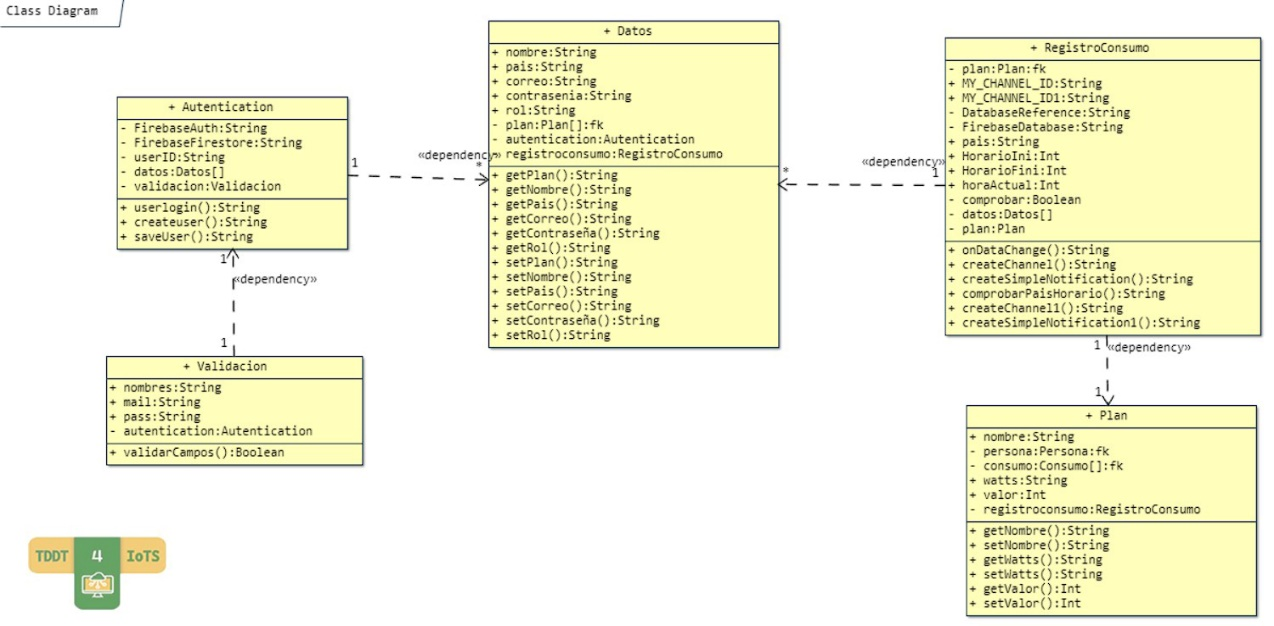 Class Diagram
+ Autentication
- FirebaseAuth:String
- FirebaseFirestore:String
- userID:String
- datos:Datos[]
- validacion:Validacion
+ userlogin():String
+ createuser():String
+ saveUser():String
1
«dependency»
*
1
«dependency»
1
+ Validacion
+ nombres:String
+ mail:String
+ pass:String
- autentication:Autentication
+ validarCampos():Boolean
+ Datos
+ nombre:String
+ pais:String
+ correo:String
+ contrasenia:String
+ rol:String
- plan:Plan[]:fk
- autentication:Autentication
- registroconsumo:RegistroConsumo
+ getPlan():String
+ getNombre():String
+ getPais():String
+ getCorreo():String
+ getContraseña():String
+ getRol():String
+ setPlan():String
+ setNombre():String
+ setPais():String
+ setCorreo():String
+ setContraseña():String
+ setRol():String
*
«dependency»
1
+ RegistroConsumo
- plan:Plan:fk
+ MY_CHANNEL_ID:String
+ MY_CHANNEL_ID1:String
- DatabaseReference:String
- FirebaseDatabase:String
+ pais:String
+ HorarioIni:Int
+ HorarioFini:Int
+ horaActual:Int
- comprobar:Boolean
- datos:Datos[]
- plan:Plan
+ onDataChange():String
+ createChannel():String
+ createSimpleNotification():String
+ comprobarPaisHorario():String
+ createChannel1():String
+ createSimpleNotification1():String
1
«dependency»
1
+ Plan
+ nombre:String
- persona:Persona:fk
- consumo:Consumo[]:fk
+ watts:String
+ valor:Int
- registroconsumo:RegistroConsumo
+ getNombre():String
+ setNombre():String
+ getWatts():String
+ setWatts():String
+ getValor():Int
+ setValor():Int
TDDT 4 IoTS